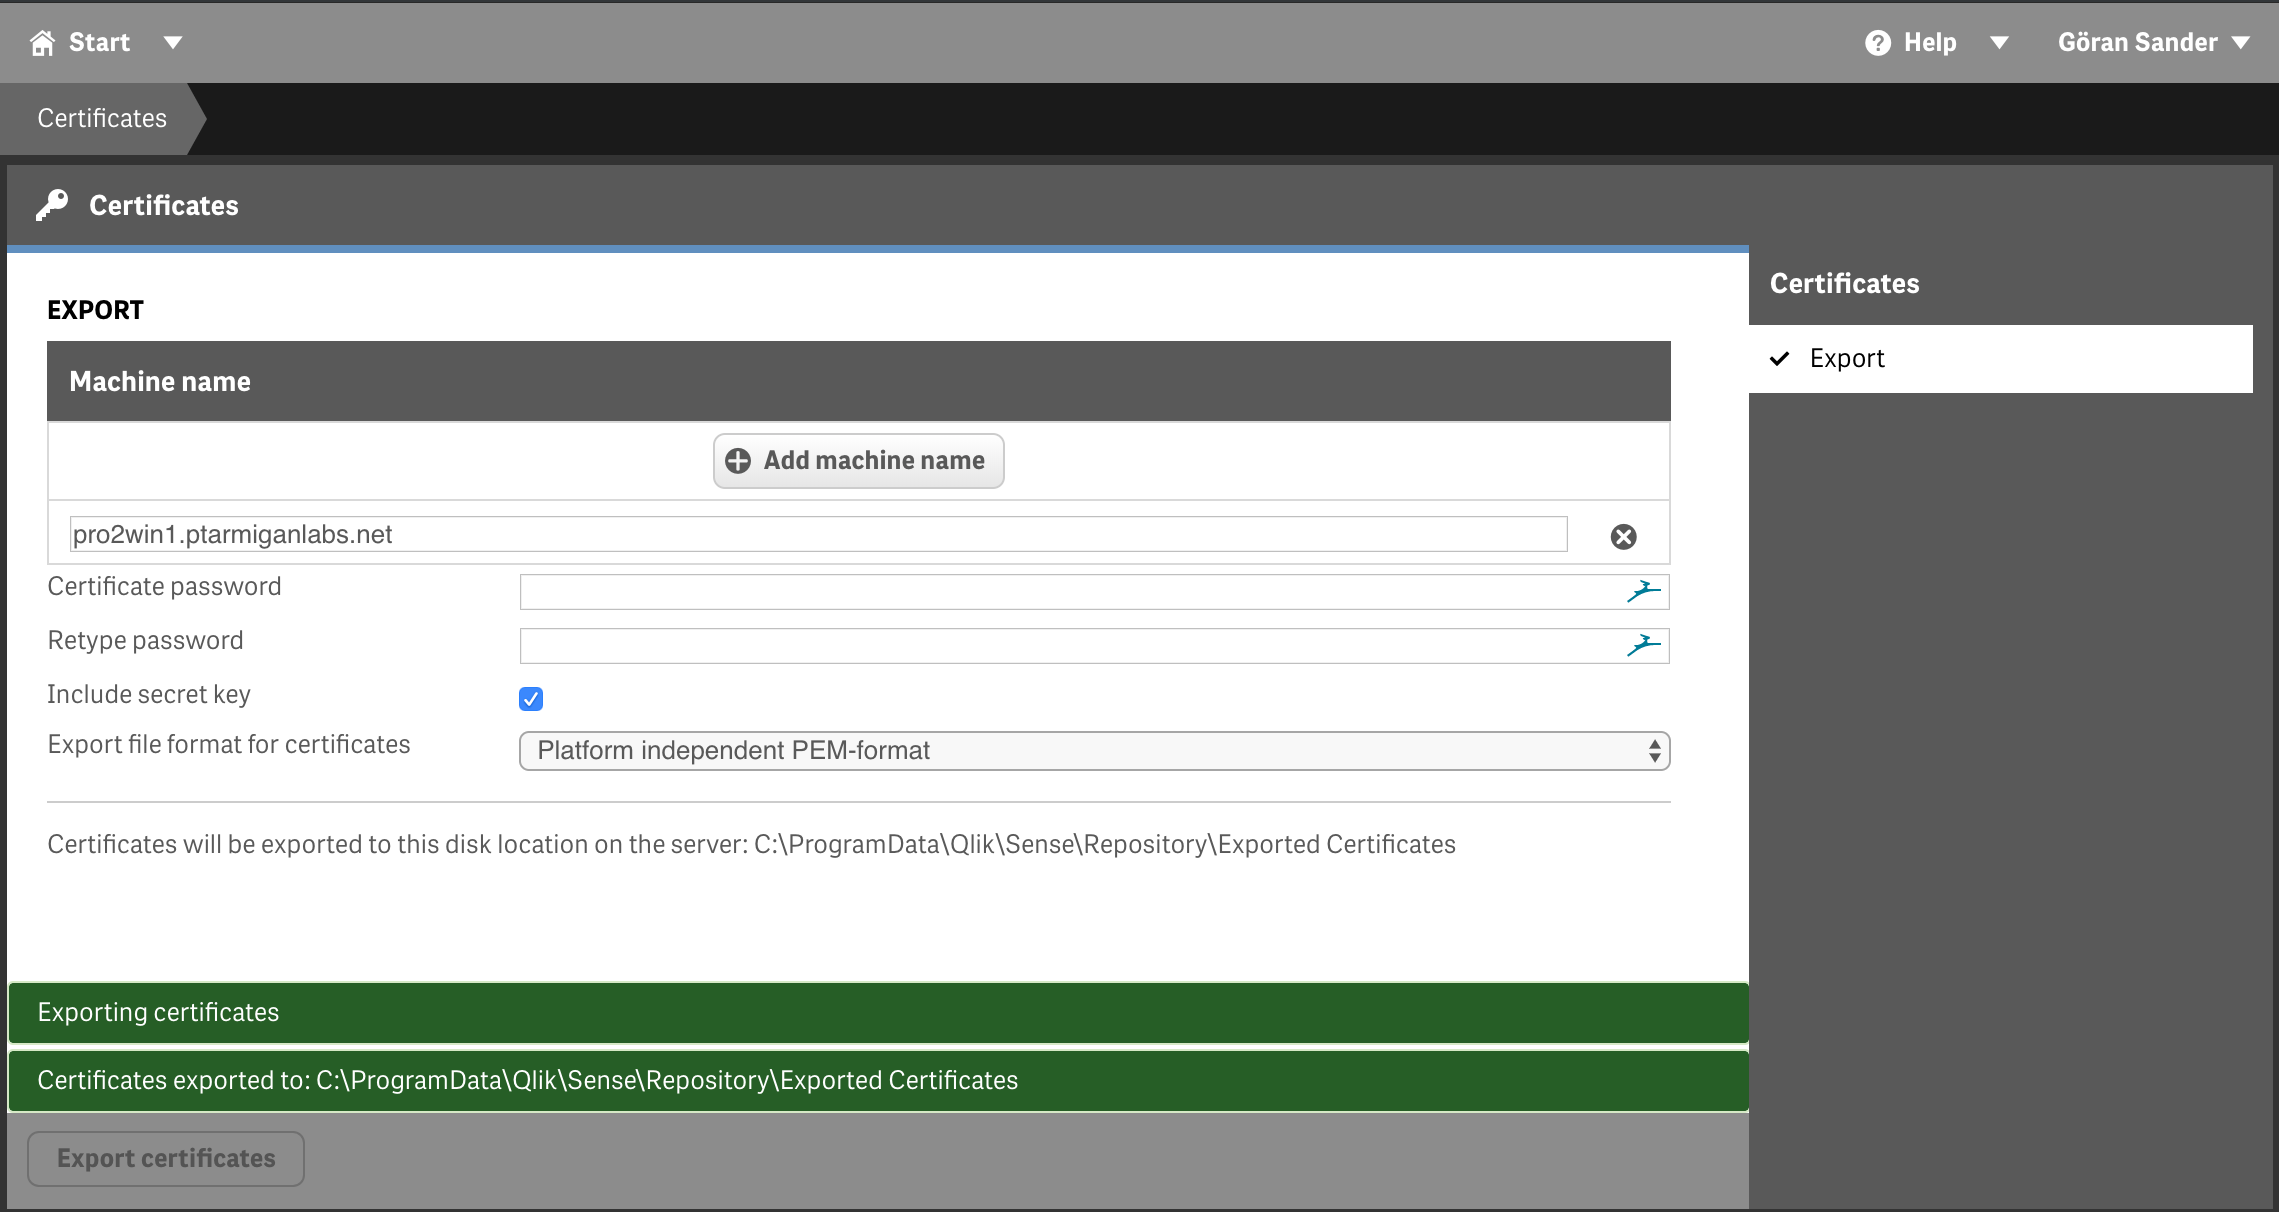 Start
Help
Göran Sander
Certificates
Certificates
EXPORT
Machine name
Add machine name
pro2win1.ptarmiganlabs.net
Certificate password
Retype password
Include secret key
Export file format for certificates
Platform independent PEM-format
Certificates will be exported to this disk location on the server: C:\ProgramData\Qlik\Sense\Repository\Exported Certificates
Exporting certificates
Certificates exported to: C:\ProgramData\Qlik\Sense\Repository\Exported Certificates
Export certificates
Certificates
Export